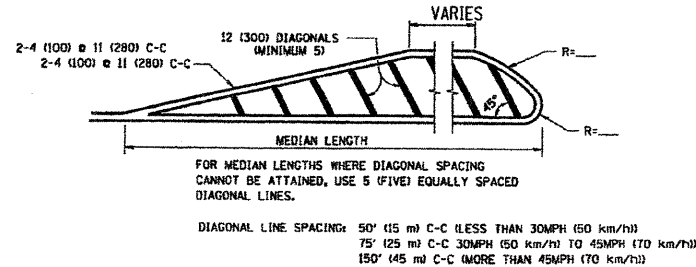 VARIES
12 (300) DIAGONALS
(MINIMUM 5)
2-4 (100) @ 11 (280) C-C
2-4 (100) @ 11 (280) C-C
R=___
45°
R=___
MEDIAN LENGTH
FOR MEDIAN LENGTHS WHERE DIAGONAL SPACING
CANNOT BE ATTAINED, USE 5 (FIVE) EQUALLY SPACED
DIAGONAL LINES.
DIAGONAL LINE SPACING: 50' (15 m) C-C (LESS THAN 30MPH (50 km/h))
75' (25 m) C-C 30MPH (50 km/h) TO 45MPH (70 km/h))
150' (45 m) C-C (MORE THAN 45MPH (70 km/h))